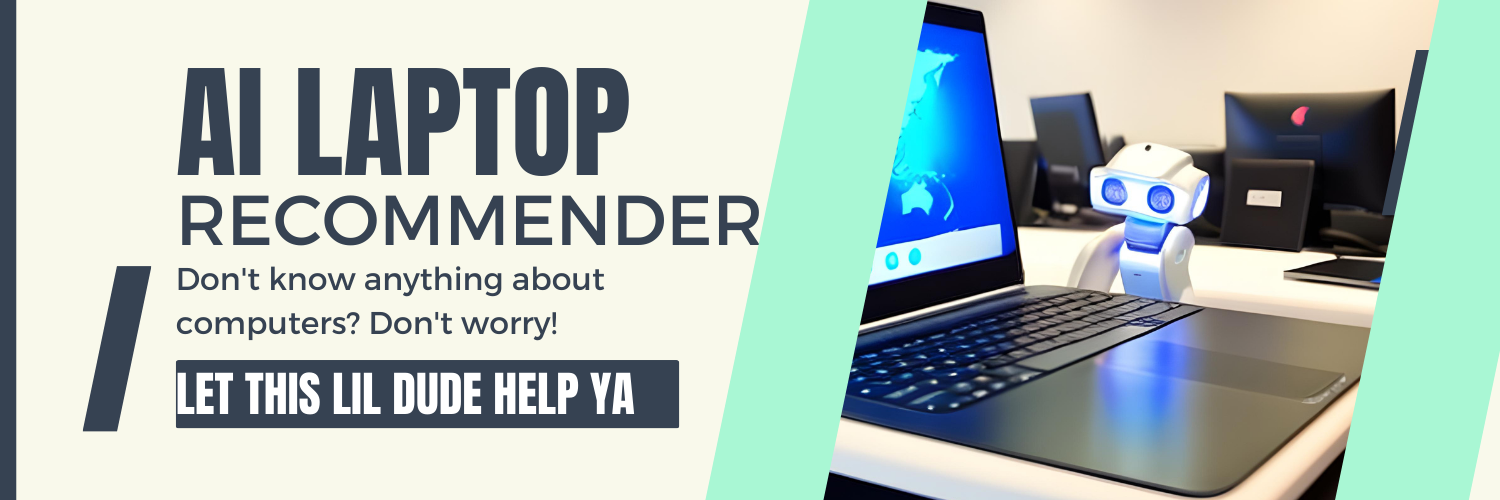 AI LAPTOP
RECOMMENDER
Don't know anything about
computers? Don't worry!
LET THIS LIL DUDE HELP YA